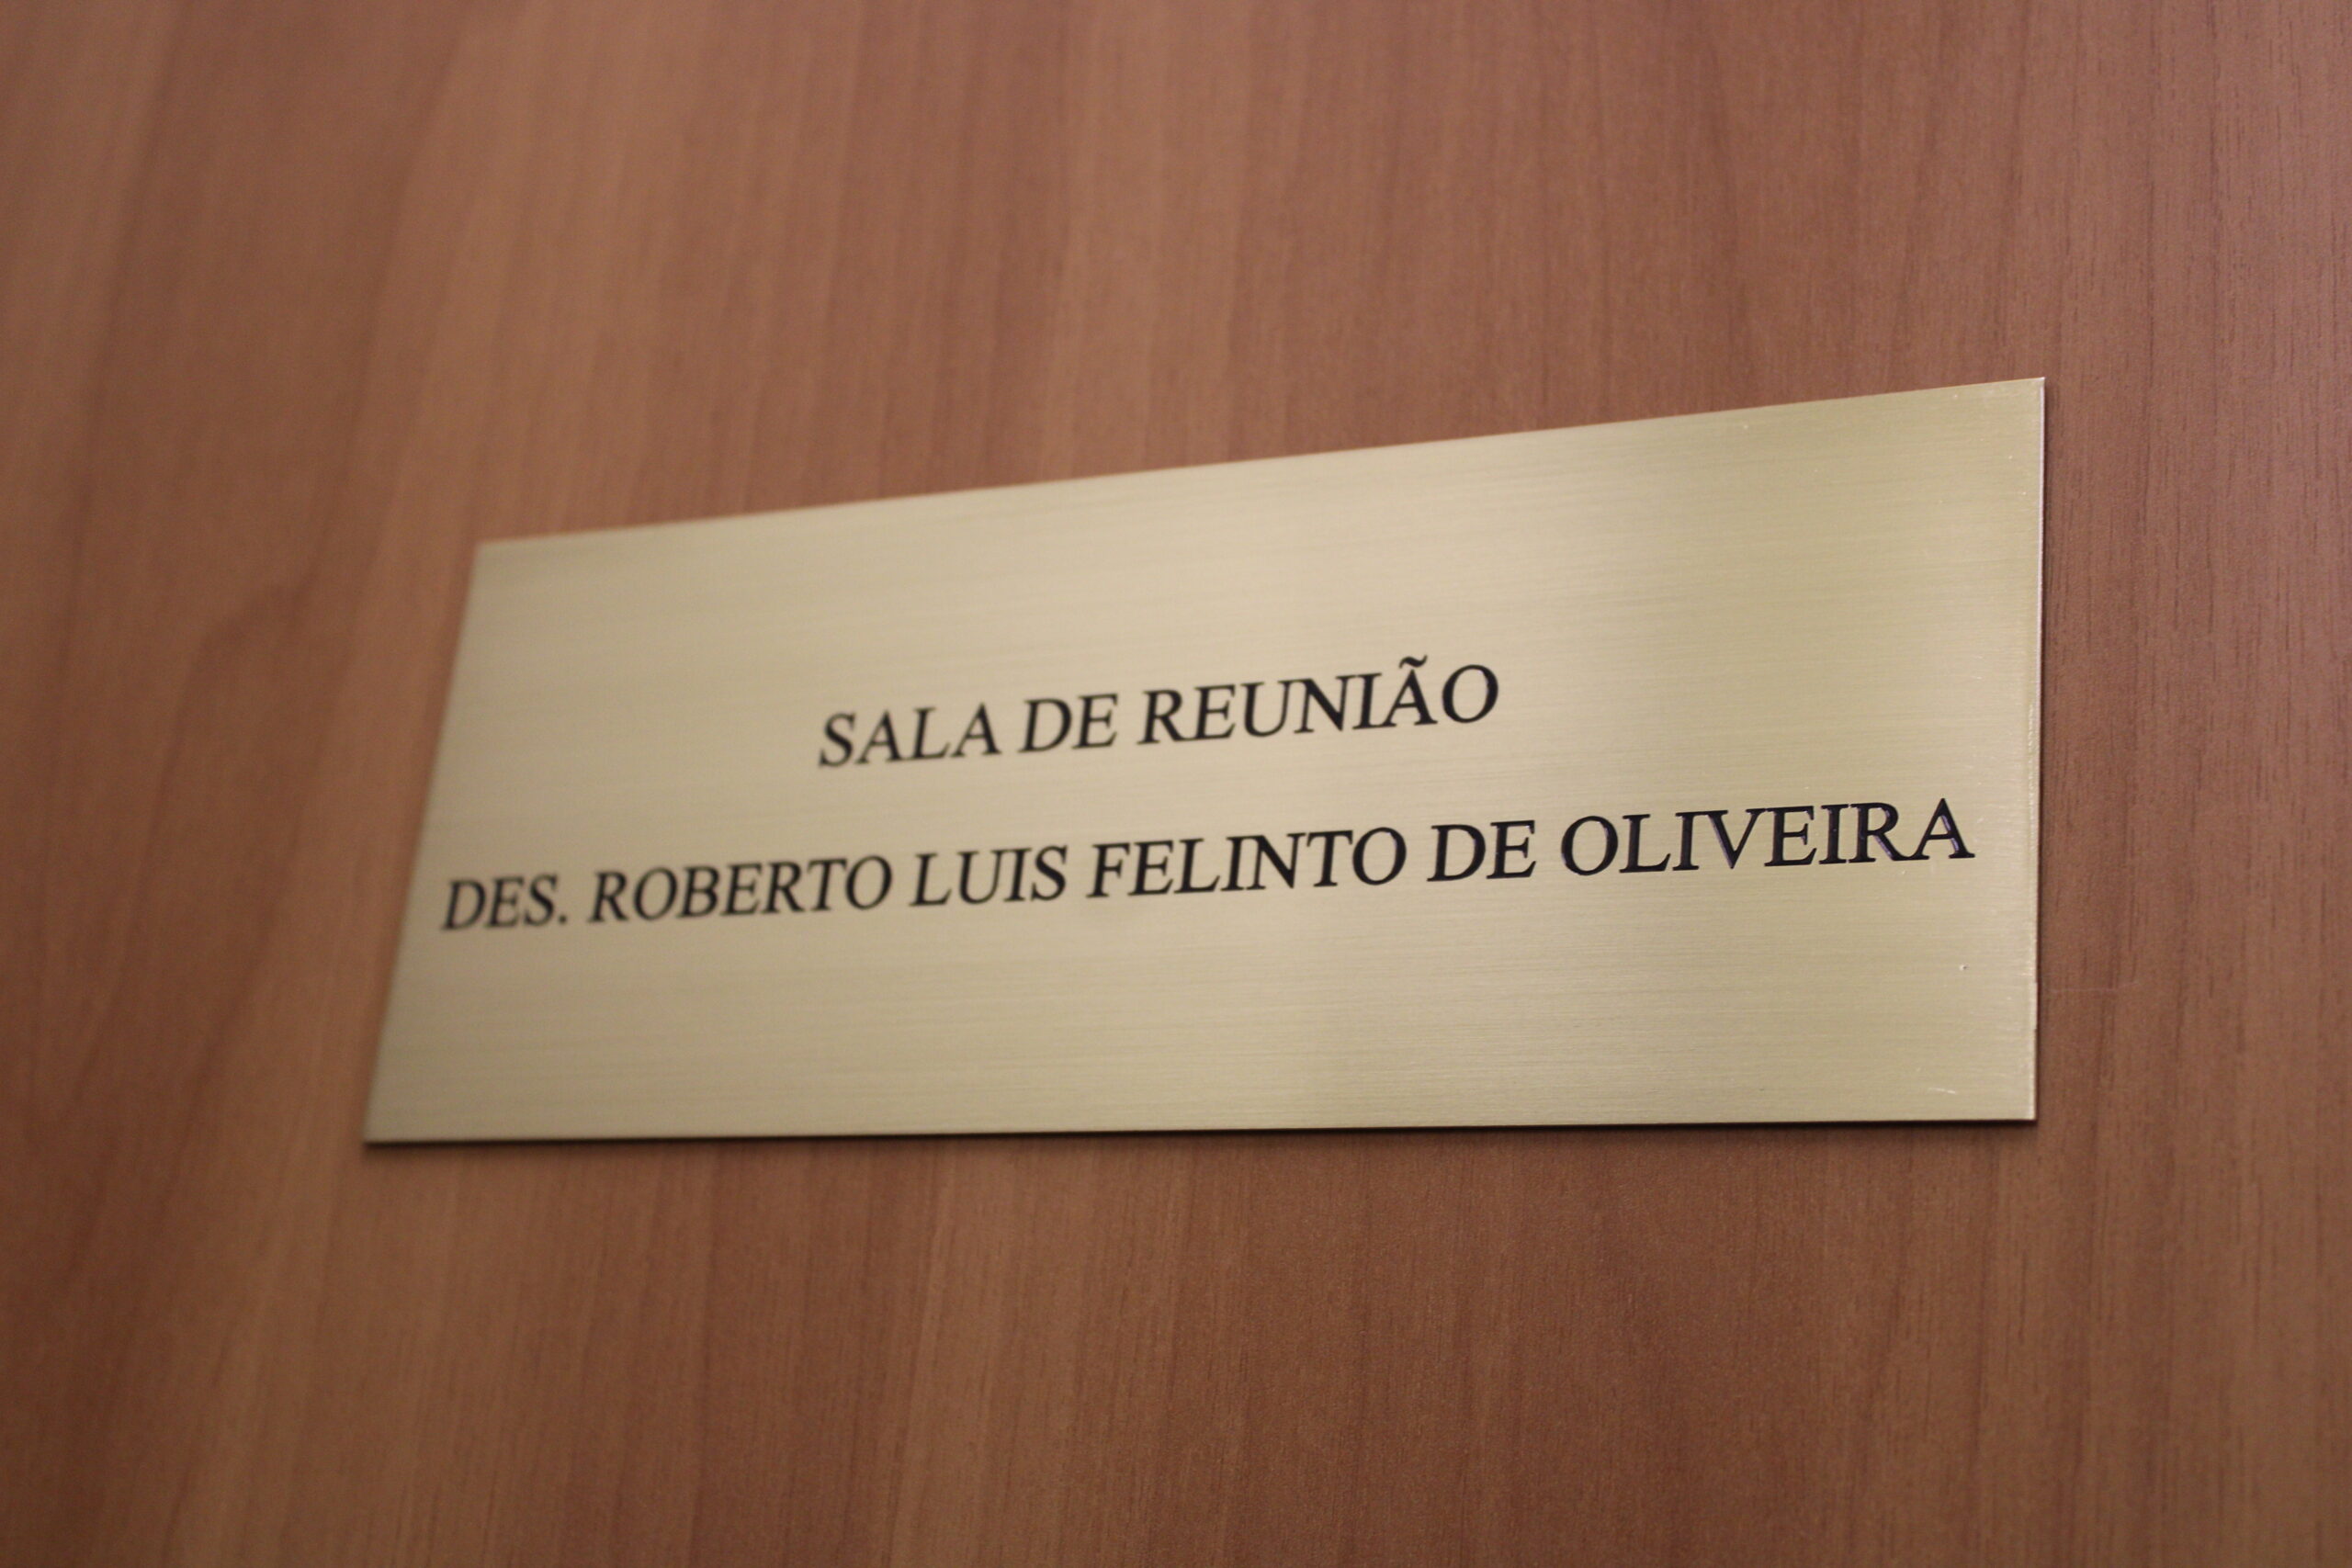 SALA DE REUNIÃO
DES. ROBERTO LUIS FELINTO DE OLIVEIRA